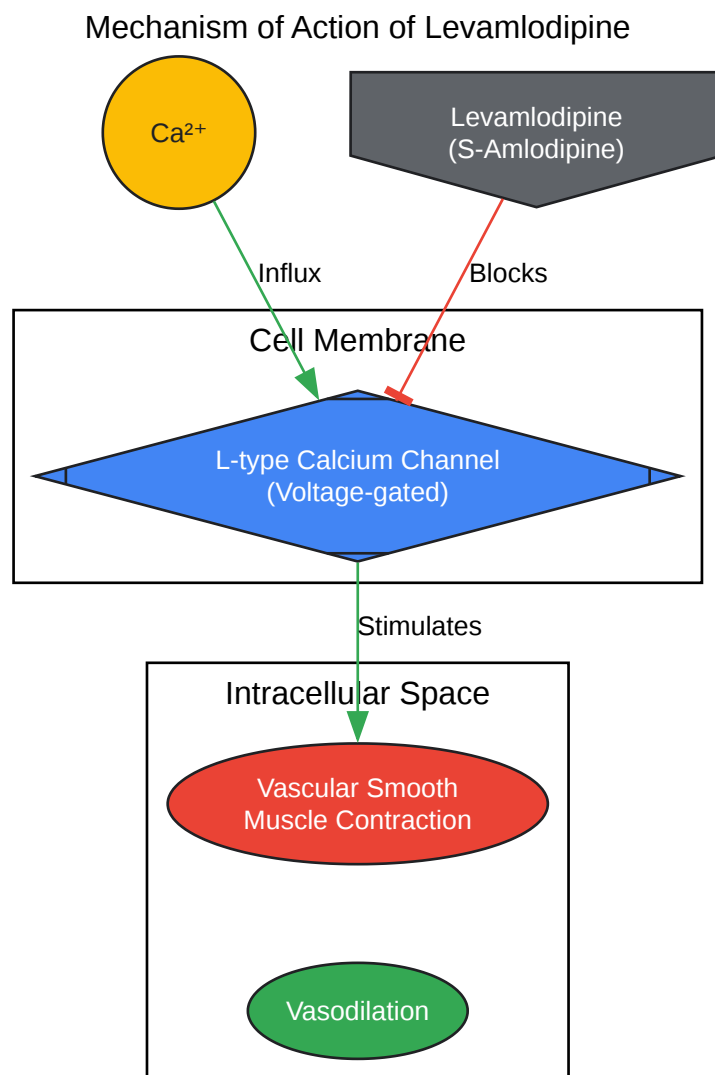 Mechanism of Action of Levamlodipine
Ca²⁺
Levamlodipine
(S-Amlodipine)
Influx
Blocks
Cell Membrane
L-type Calcium Channel
(Voltage-gated)
Stimulates
Intracellular Space
Vascular Smooth
Muscle Contraction
Vasodilation